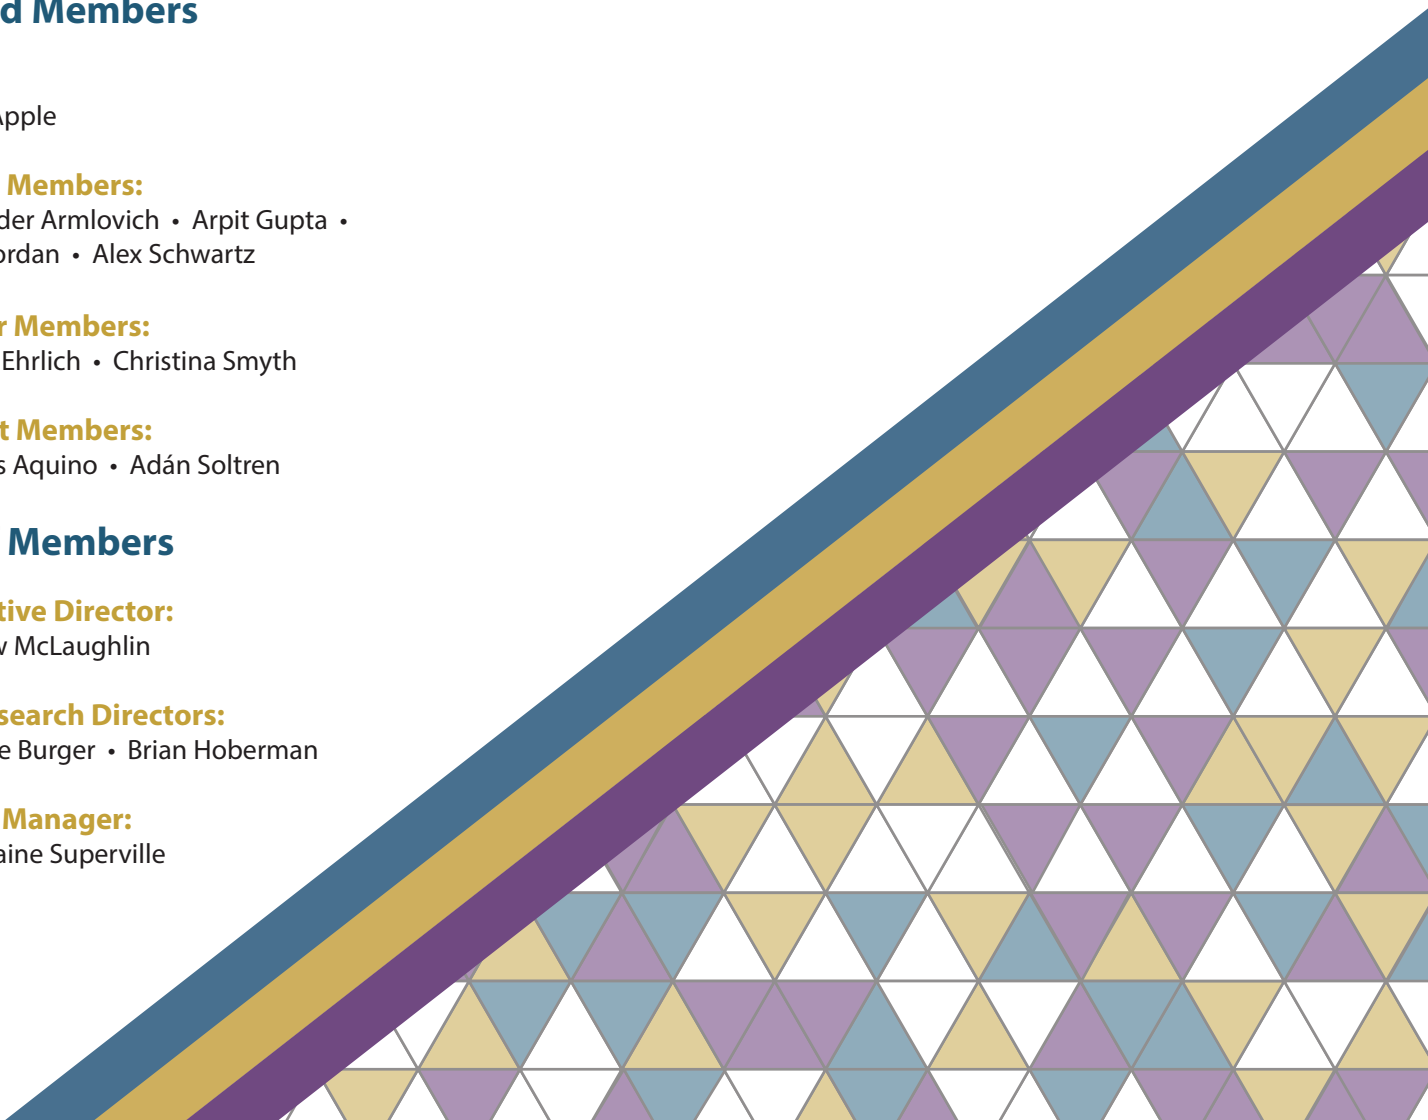 d Members
Apple
Members:
der Armlovich • Arpit Gupta •
ordan • Alex Schwartz
r Members:
Ehrlich • Christina Smyth
t Members:
s Aquino • Adán Soltren
Members
tive Director:
w McLaughlin
search Directors:
e Burger • Brian Hoberman
Manager:
aine Superville